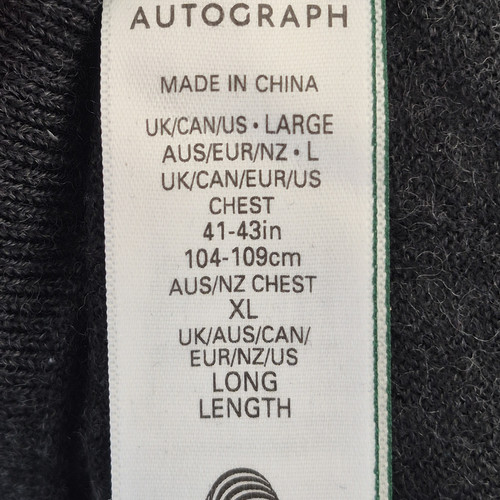 AUTOGRAPH
MADE IN CHINA
UK/CAN/US • LARGE
AUS/EUR/NZ • L
UK/CAN/EUR/US
CHEST
41-43in
104-109cm
AUS/NZ CHEST
XL
UK/AUS/CAN/
EUR/NZ/US
LONG
LENGTH